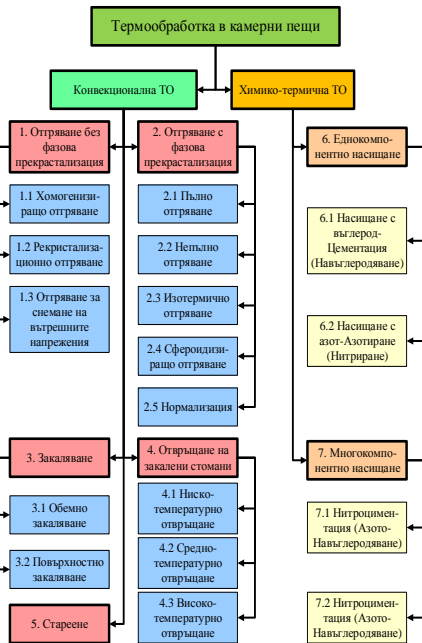 Термообработка в камерни пещи
Конвекционална ТО
Химико-термична ТО
1. Отгряване без
фазова
прекрастализация
2. Отгряване с
фазова
прекрастализация
6. Еднокомпо-
нентно насищане
1.1 Хомогенизи-
ращо отгряване
2.1 Пълно
отгряване
6.1 Насищане с
въглерод-
Цементация
(Навъглеродяване)
1.2 Рекристализа-
ционно отгряване
2.2 Непълно
отгряване
1.3 Отгряване за
снемане на
вътрешните
напрежения
2.3 Изотермично
отгряване
6.2 Насищане с
азот-Азотиране
(Нитриране)
2.4 Сфероидизи-
ращо отгряване
2.5 Нормализация
3. Закаляване
4. Отвръщане на
закалени стомани
7. Многокомпо-
нентно насищане
3.1 Обемно
закаляване
4.1 Ниско-
температурно
отвръщане
7.1 Нитроцимен-
тация (Азото-
Навъглеродяване)
3.2 Повърхностно
закаляване
4.2 Средно-
температурно
отвръщане
5. Стареене
4.3 Високо-
температурно
отвръщане
7.2 Нитроцимен-
тация (Азото-
Навъглеродяване)